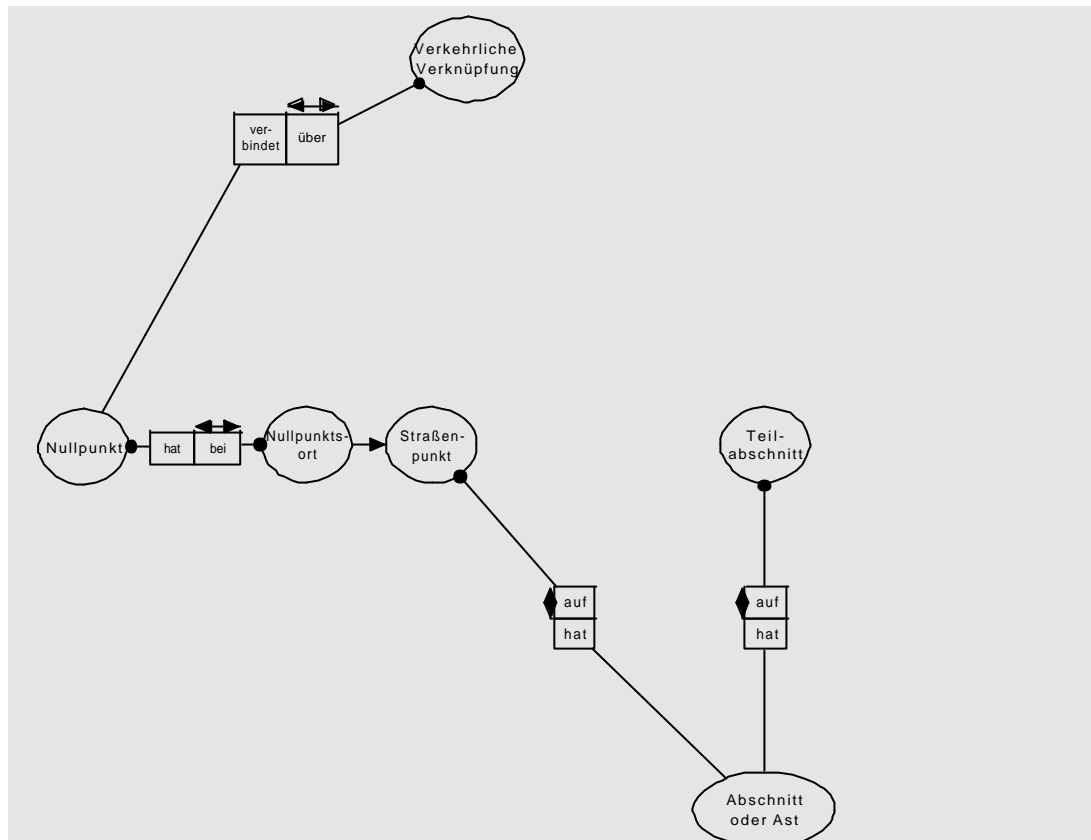 Verkehrliche
Verknüpfung
ver-
bindet
über
Nullpunkt
hat
bei
Nullpunkts-
ort
Straßen-
punkt
Teil-
abschnitt
auf
hat
auf
hat
Abschnitt
oder Ast